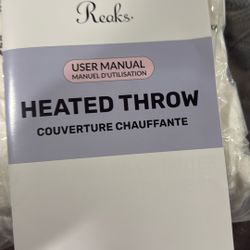 Reaks.
USER MANUAL
MANUEL D'UTILISATION
HEATED THROW
COUVERTURE CHAUFFANTE